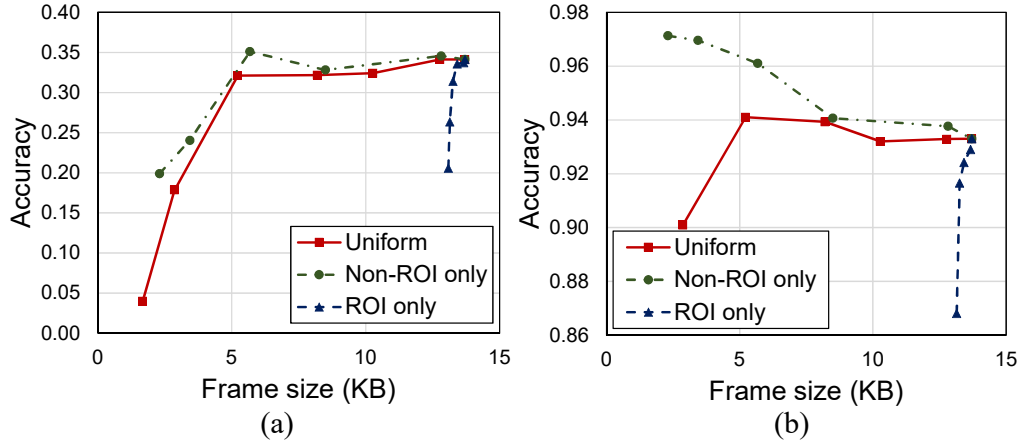 0.40
0.35
0.30
0.25
0.20
0.15
0.10
0.05
0.00
Accuracy
Uniform
Non-ROI only
ROI only
0 5 10 15
Frame size (KB)
(a)
0.98
0.96
0.94
0.92
0.90
0.88
0.86
Accuracy
Uniform
Non-ROI only
ROI only
0 5 10 15
Frame size (KB)
(b)